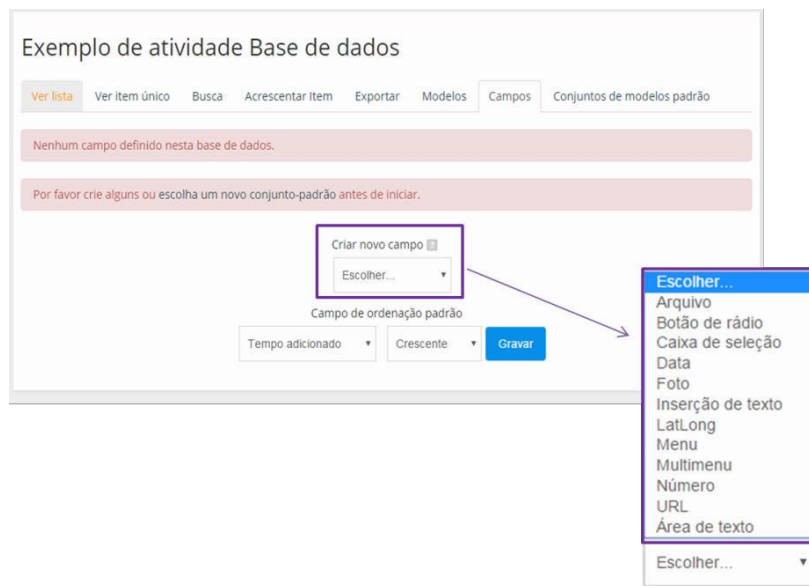 Exemplo de atividade Base de dados
Ver lista Ver item único Busca Acrescentar Item Exportar Modelos Campos Conjuntos de modelos padrão
Nenhum campo definido nesta base de dados.
Por favor crie alguns ou escolha um novo conjunto-padrão antes de iniciar.
Criar novo campo ?
Escolher...
Campo de ordenação padrão
Tempo adicionado Crescente Gravar
Escolher...
Arquivo
Botão de rádio
Caixa de seleção
Data
Foto
Inserção de texto
LatLong
Menu
Multimenu
Número
URL
Área de texto
Escolher...